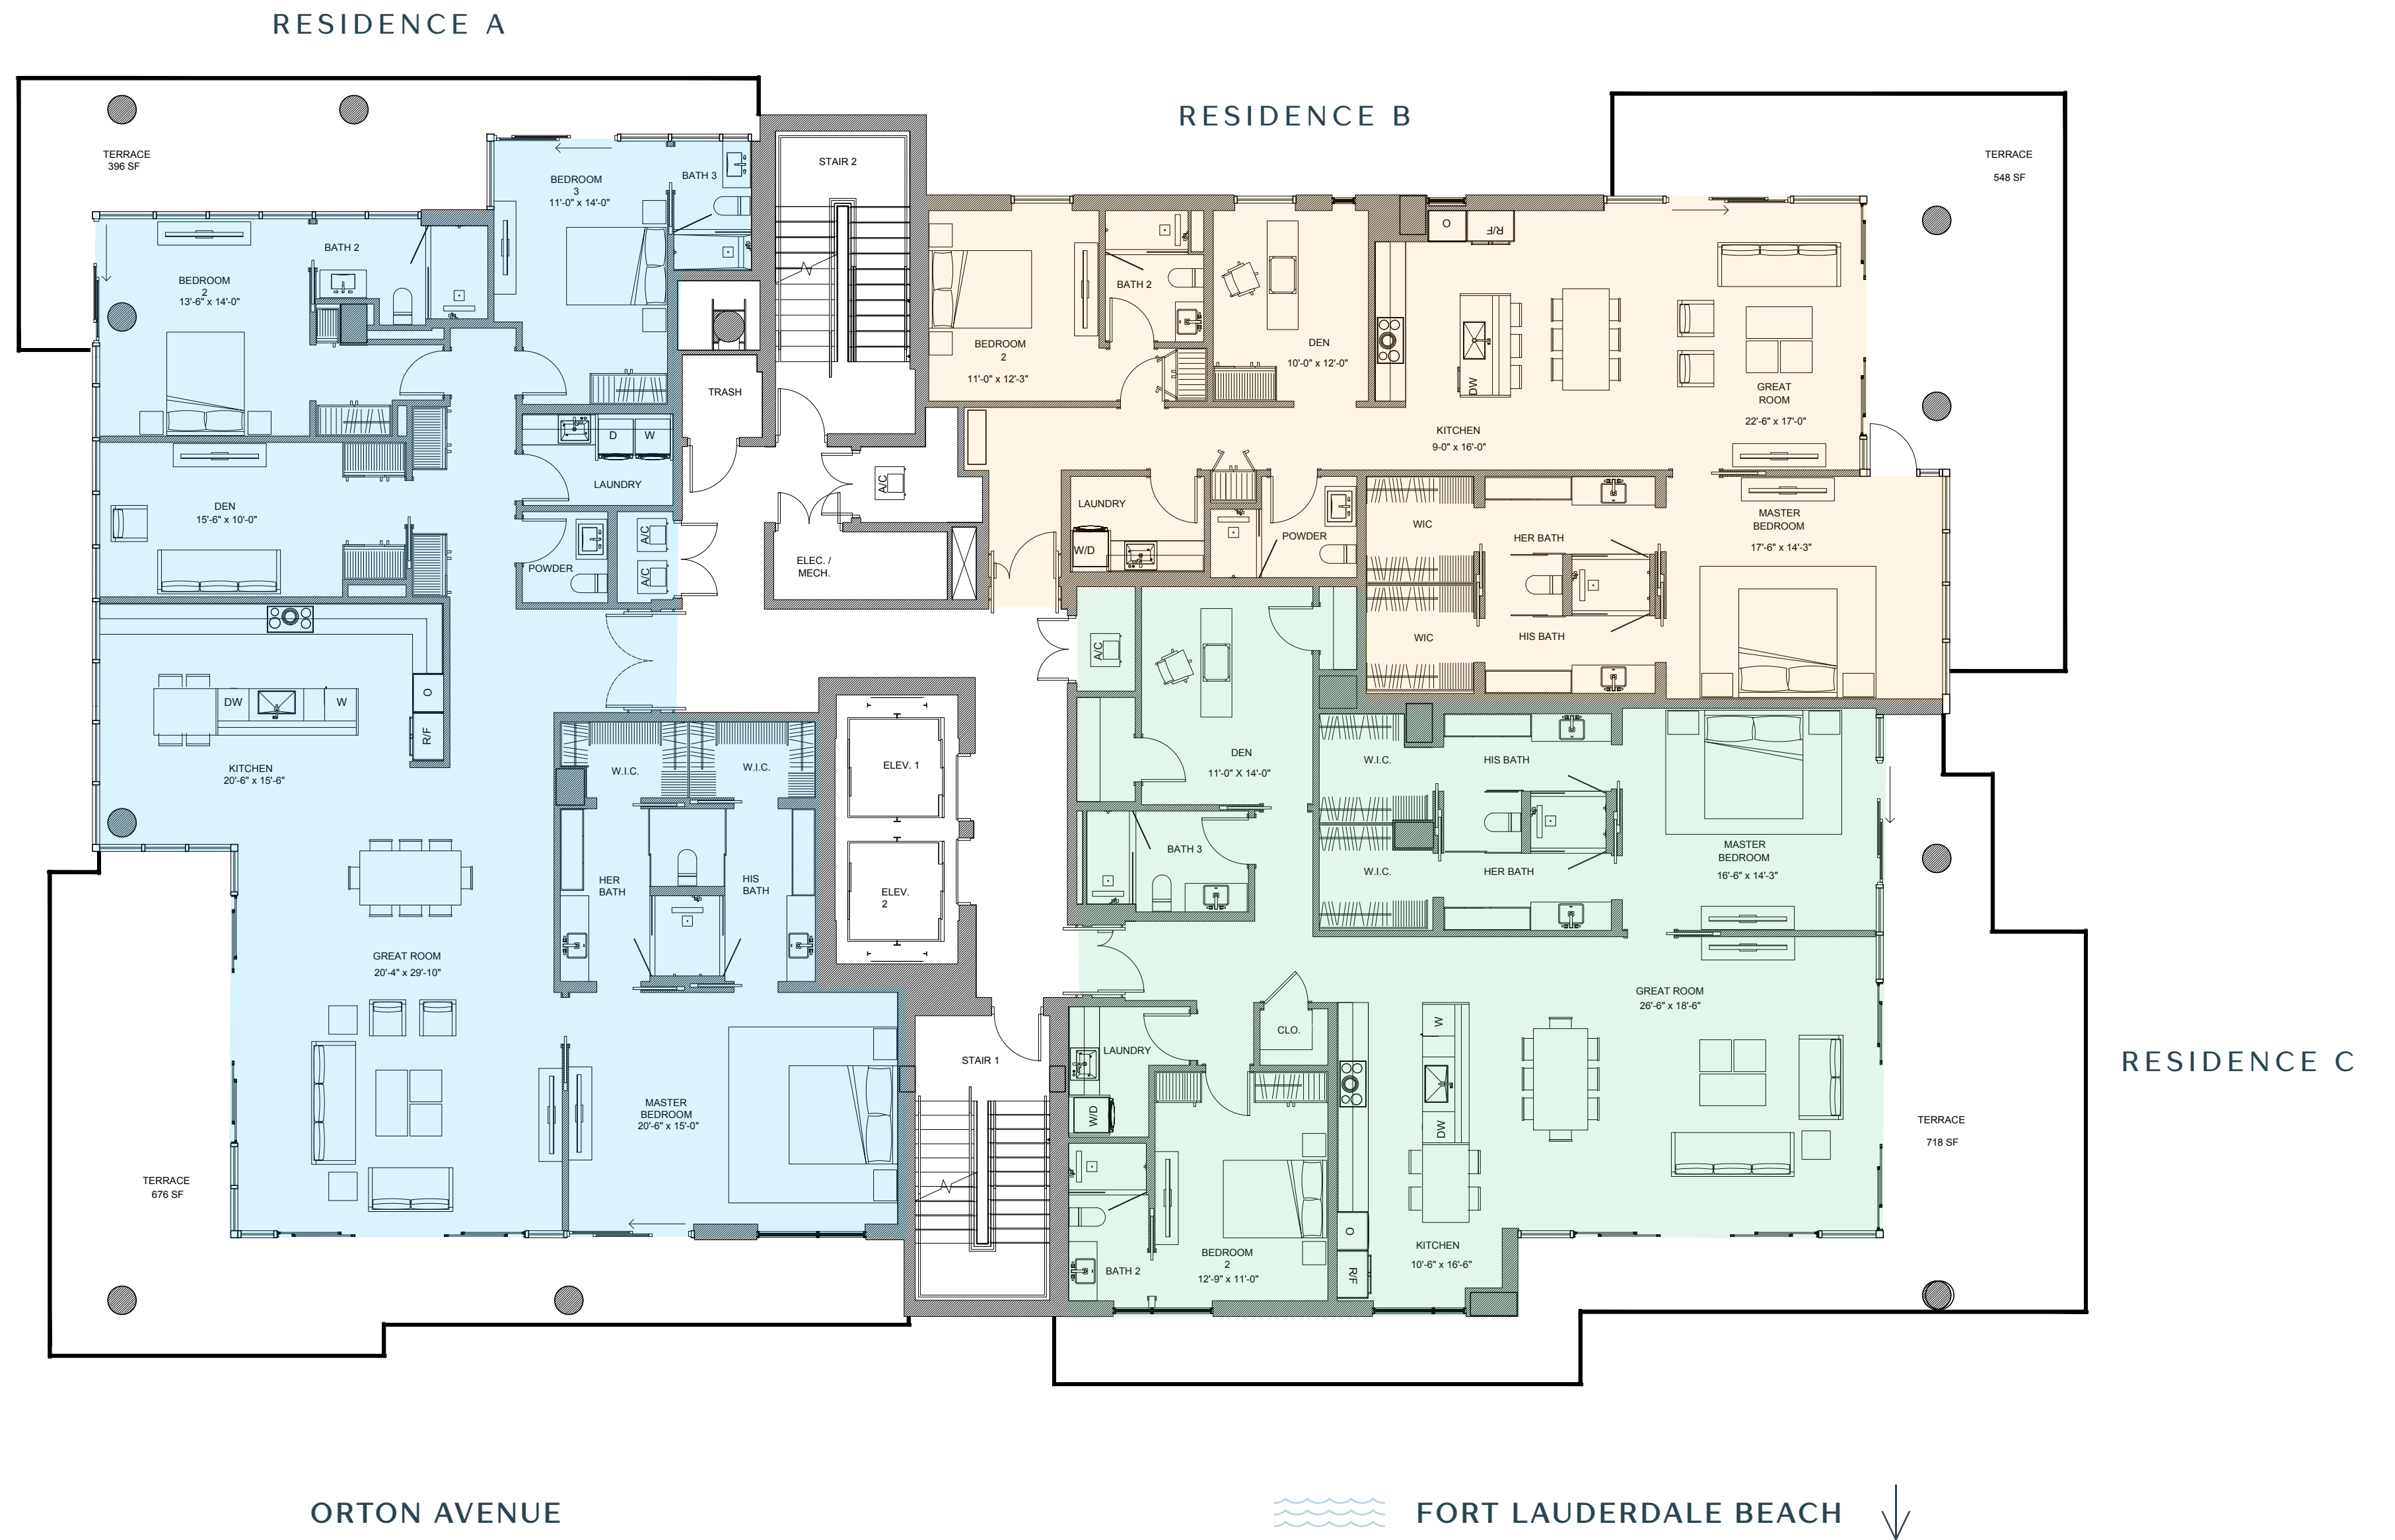 RESIDENCE A
RESIDENCE B
TERRACE
396 SF
BEDROOM
3
11'-0" x 14'-0"
BATH 3
STAIR 2
TERRACE
548 SF
BATH 2
BEDROOM
2
13'-6" x 14'-0"
BATH 2
BEDROOM
2
11'-0" x 12'-3"
DEN
10'-0" x 12'-0"
O
R/F
DW
GREAT
ROOM
22'-6" x 17'-0"
KITCHEN
9-0" x 16'-0"
TRASH
D
W
LAUNDRY
DEN
15'-6" x 10'-0"
POWDER
A/C
A/C
A/C
ELEC. /
MECH.
LAUNDRY
W/D
POWDER
WIC
HER BATH
WIC
HIS BATH
MASTER
BEDROOM
17'-6" x 14'-3"
DW
W
O
R/F
KITCHEN
20'-6" x 15'-6"
W.I.C.
W.I.C.
ELEV. 1
ELEV.
2
HER
BATH
HIS
BATH
GREAT ROOM
20'-4" x 29'-10"
MASTER
BEDROOM
20'-6" x 15'-0"
TERRACE
676 SF
STAIR 1
A/C
DEN
11'-0" X 14'-0"
BATH 3
W.I.C.
HIS BATH
W.I.C.
HER BATH
MASTER
BEDROOM
16'-6" x 14'-3"
GREAT ROOM
26'-6" x 18'-6"
CLO.
LAUNDRY
W/D
W
DW
O
R/F
BATH 2
BEDROOM
2
12'-9" x 11'-0"
KITCHEN
10'-6" x 16'-6"
TERRACE
718 SF
RESIDENCE C
ORTON AVENUE
FORT LAUDERDALE BEACH